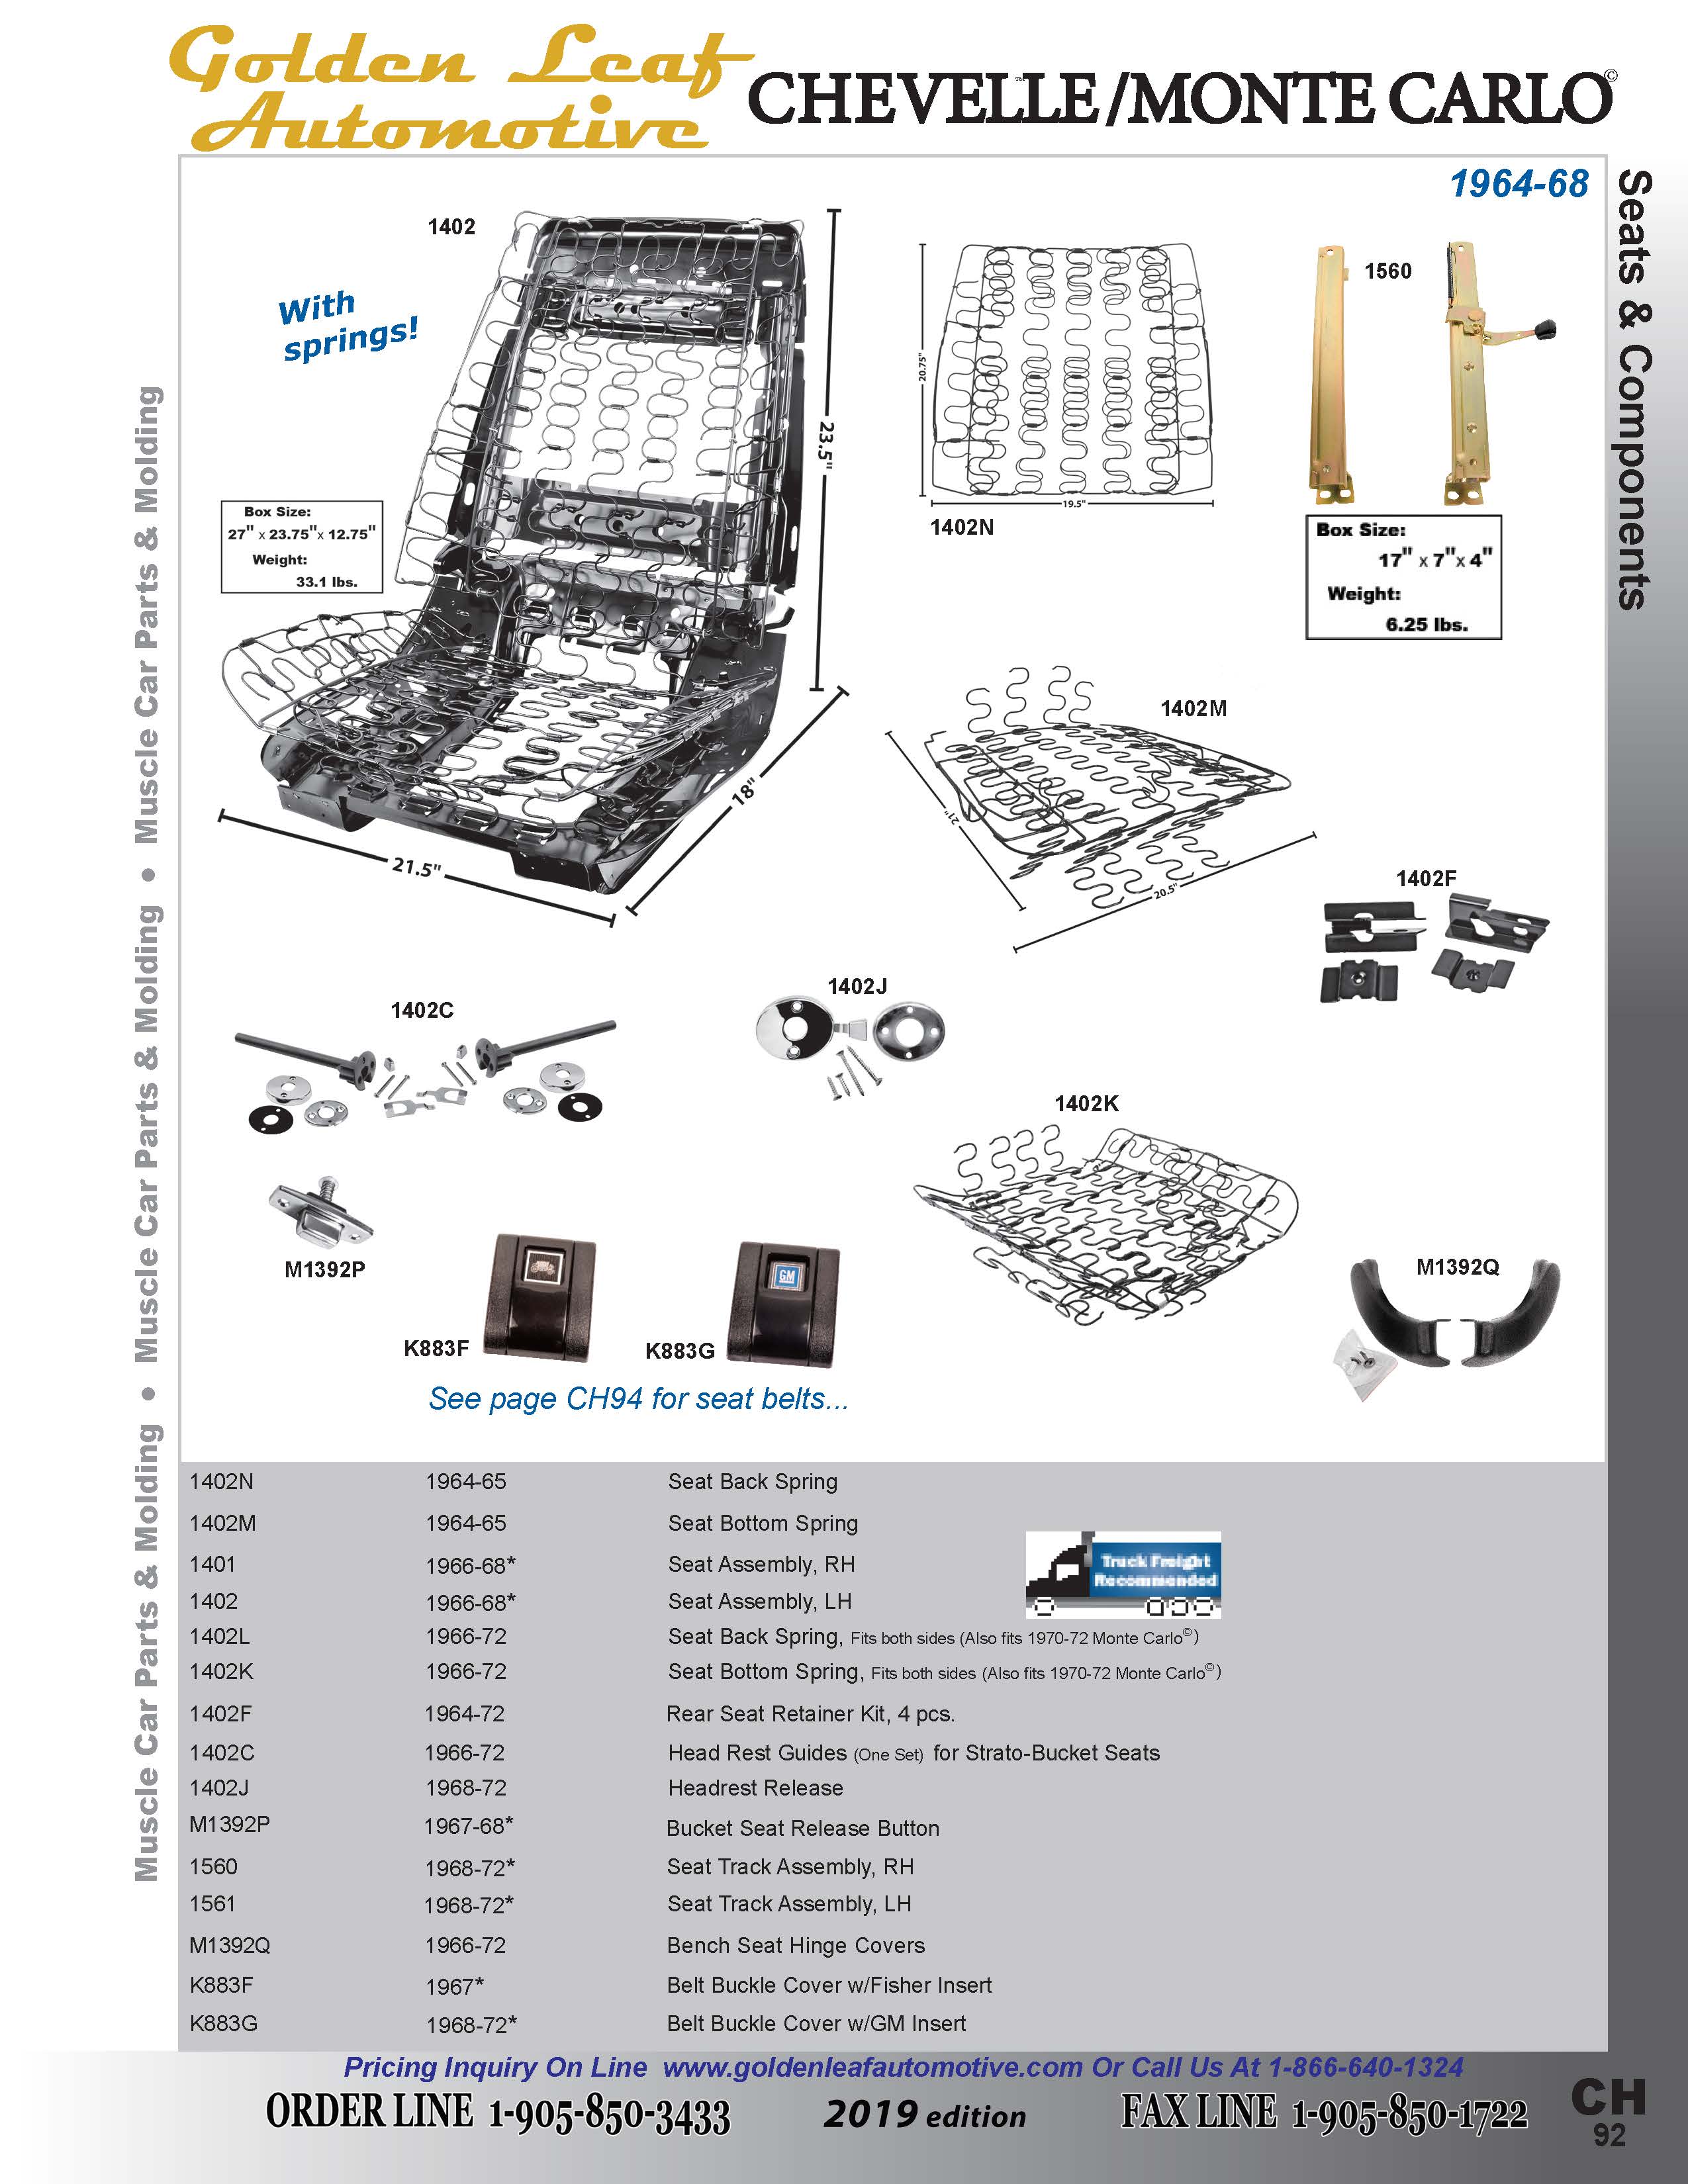 Golden Leaf
Automotive
CHEVELLE™/MONTE CARLO©
1964-68
Seats & Components
Muscle Car Parts & Molding • Muscle Car Parts & Molding • Muscle Car Parts & Molding
1402
With
springs!
23.5"
Box Size:
27" x 23.75" x 12.75"
Weight:
33.1 lbs.
18"
21.5"
20.75"
19.5"
1402N
1560
Box Size:
17" x 7" x 4"
Weight:
6.25 lbs.
1402M
21"
20.5"
1402F
1402C
1402J
1402K
M1392P
K883F
K883G
M1392Q
GM
See page CH94 for seat belts...
1402N 1964-65 Seat Back Spring
1402M 1964-65 Seat Bottom Spring
1401 1966-68* Seat Assembly, RH
1402 1966-68* Seat Assembly, LH
Truck Freight
Recommended
1402L 1966-72 Seat Back Spring, Fits both sides (Also fits 1970-72 Monte Carlo©)
1402K 1966-72 Seat Bottom Spring, Fits both sides (Also fits 1970-72 Monte Carlo©)
1402F 1964-72 Rear Seat Retainer Kit, 4 pcs.
1402C 1966-72 Head Rest Guides (One Set) for Strato-Bucket Seats
1402J 1968-72 Headrest Release
M1392P 1967-68* Bucket Seat Release Button
1560 1968-72* Seat Track Assembly, RH
1561 1968-72* Seat Track Assembly, LH
M1392Q 1966-72 Bench Seat Hinge Covers
K883F 1967* Belt Buckle Cover w/Fisher Insert
K883G 1968-72* Belt Buckle Cover w/GM Insert
Pricing Inquiry On Line www.goldenleafautomotive.com Or Call Us At 1-866-640-1324
ORDER LINE 1-905-850-3433 2019 edition FAX LINE 1-905-850-1722
CH
92